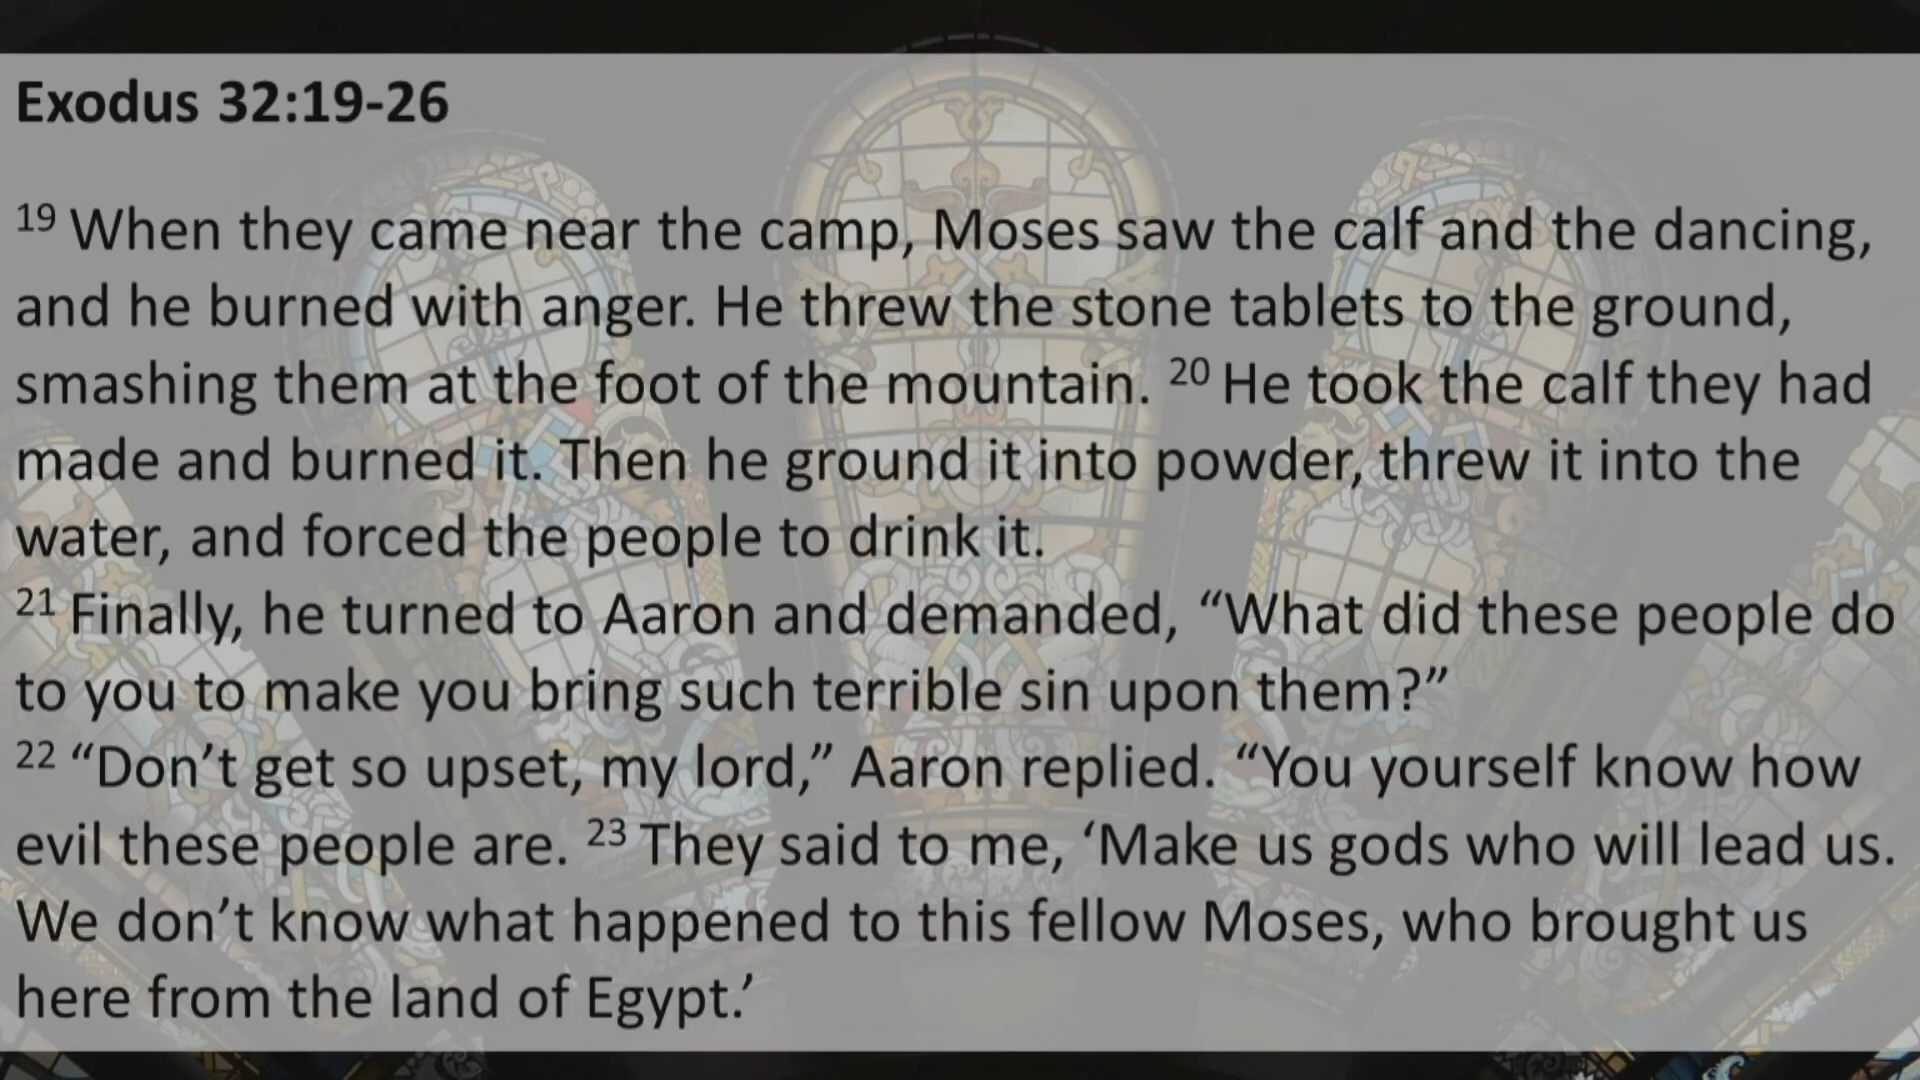 Exodus 32:19-26
19 When they came near the camp, Moses saw the calf and the dancing,
and he burned with anger. He threw the stone tablets to the ground,
smashing them at the foot of the mountain. 20 He took the calf they had
made and burned it. Then he ground it into powder, threw it into the
water, and forced the people to drink it.
21 Finally, he turned to Aaron and demanded, “What did these people do
to you to make you bring such terrible sin upon them?”
22 “Don’t get so upset, my lord,” Aaron replied. “You yourself know how
evil these people are. 23 They said to me, ‘Make us gods who will lead us.
We don’t know what happened to this fellow Moses, who brought us
here from the land of Egypt.’